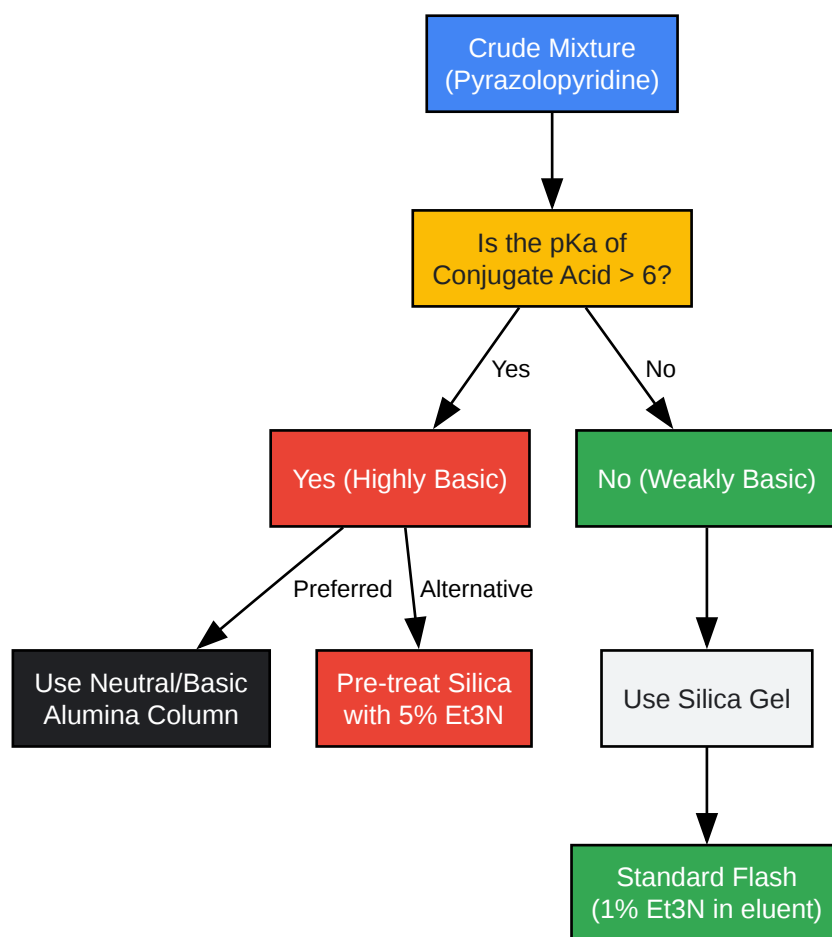 Crude Mixture
(Pyrazolopyridine)
Is the pKa of
Conjugate Acid > 6?
Yes
No
Yes (Highly Basic)
No (Weakly Basic)
Preferred
Alternative
Use Neutral/Basic
Alumina Column
Pre-treat Silica
with 5% Et3N
Use Silica Gel
Standard Flash
(1% Et3N in eluent)